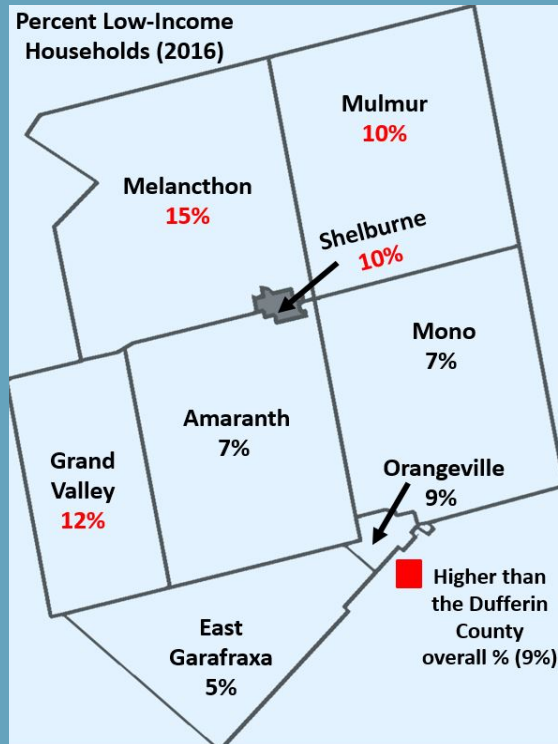 Percent Low-Income
Households (2016)
Mulmur
10%
Melancthon
15%
Shelburne
10%
Mono
7%
Amaranth
7%
Grand
Valley
12%
Orangeville
9%
Higher than
the Dufferin
County
overall % (9%)
East
Garafraxa
5%